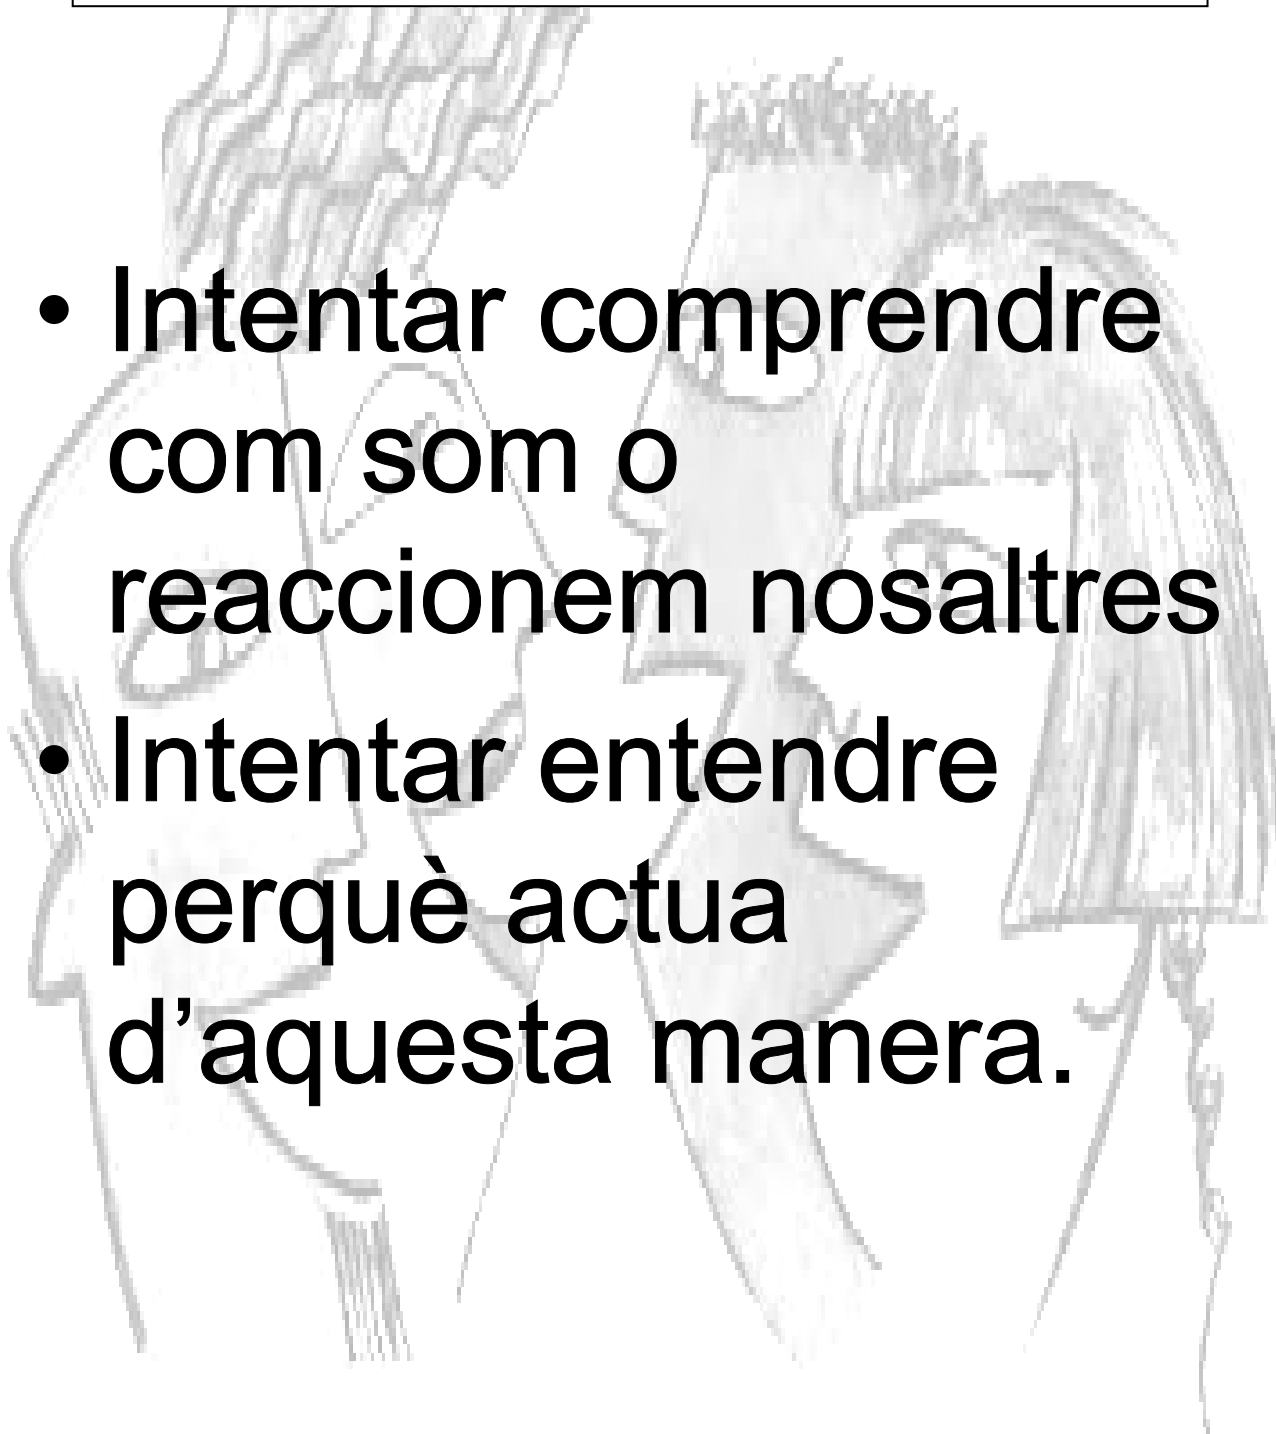 • Intentar comprendre
com som o
reaccionem nosaltres
• Intentar entendre
perquè actua
d’aquesta manera.